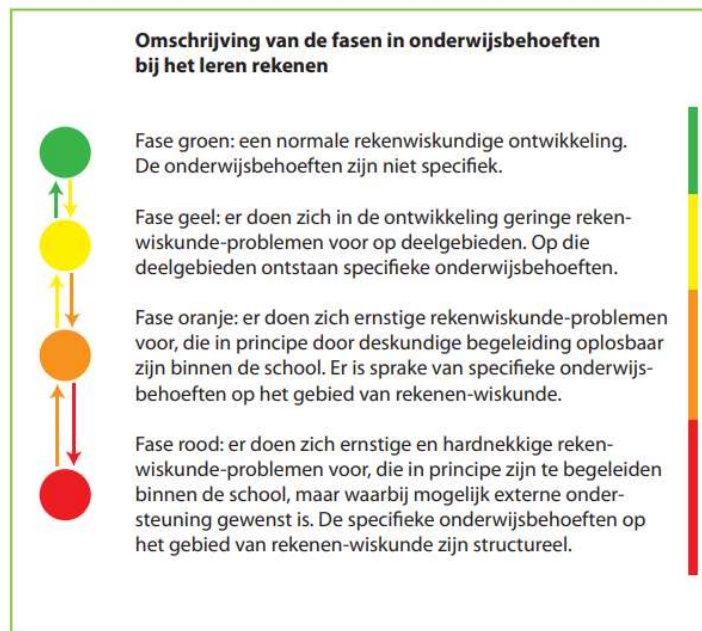 Omschrijving van de fasen in onderwijsbehoeften
bij het leren rekenen
Fase groen: een normale rekenwiskundige ontwikkeling.
De onderwijsbehoeften zijn niet specifiek.
Fase geel: er doen zich in de ontwikkeling geringe reken-
wiskunde-problemen voor op deelgebieden. Op die
deelgebieden ontstaan specifieke onderwijsbehoeften.
Fase oranje: er doen zich ernstige rekenwiskunde-problemen
voor, die in principe door deskundige begeleiding oplosbaar
zijn binnen de school. Er is sprake van specifieke onderwijs-
behoeften op het gebied van rekenen-wiskunde.
Fase rood: er doen zich ernstige en hardnekkige reken-
wiskunde-problemen voor, die in principe zijn te begeleiden
binnen de school, maar waarbij mogelijk externe onder-
steuning gewenst is. De specifieke onderwijsbehoeften op
het gebied van rekenen-wiskunde zijn structureel.